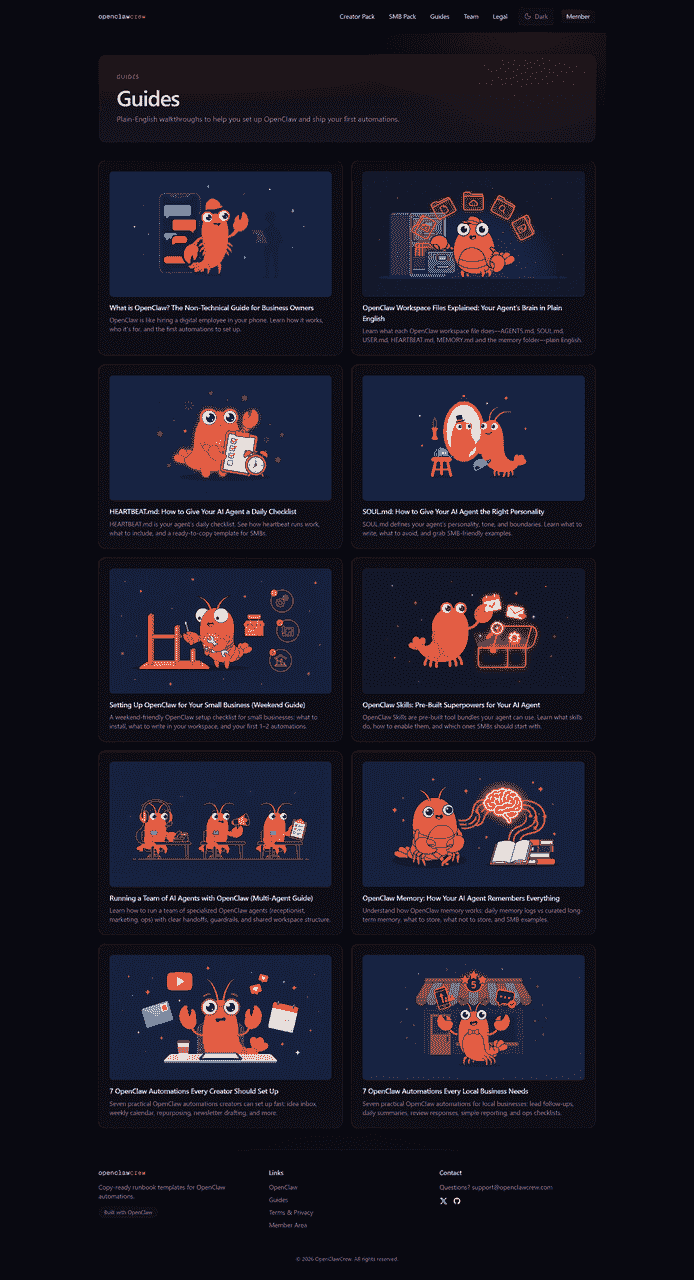 openclawcrew
Creator Pack
SMB Pack
Guides
Team
Legal
Dark
Member
GUIDES
Guides
Plain-English walkthroughs to help you set up OpenClaw and ship your first automations.
What is OpenClaw? The Non-Technical Guide for Business Owners
OpenClaw is like hiring a digital employee in your phone. Learn how it works,
who it's for, and the first automations to set up.
OpenClaw Workspace Files Explained: Your Agent's Brain in Plain
English
Learn what each OpenClaw workspace file does—AGENTS.md, SOUL.md,
USER.md, HEARTBEAT.md, MEMORY.md and the memory folder—plain English.
HEARTBEAT.md: How to Give Your AI Agent a Daily Checklist
HEARTBEAT.md is your agent's daily checklist. See how heartbeat runs work,
what to include, and a ready-to-copy template for SMBs.
SOUL.md: How to Give Your AI Agent the Right Personality
SOUL.md defines your agent's personality, tone, and boundaries. Learn what to
write, what to avoid, and grab SMB-friendly examples.
Setting Up OpenClaw for Your Small Business (Weekend Guide)
A weekend-friendly OpenClaw setup checklist for small businesses: what to
install, what to write in your workspace, and your first 1–2 automations.
OpenClaw Skills: Pre-Built Superpowers for Your AI Agent
OpenClaw Skills are pre-built tool bundles your agent can use. Learn what skills
do, how to enable them, and which ones SMBs should start with.
Running a Team of AI Agents with OpenClaw (Multi-Agent Guide)
Learn how to run a team of specialized OpenClaw agents (receptionist,
marketing, ops) with clear handoffs, guardrails, and shared workspace structure.
OpenClaw Memory: How Your AI Agent Remembers Everything
Understand how OpenClaw memory works: daily memory logs vs curated long-
term memory, what to store, what not to store, and SMB examples.
5
7 OpenClaw Automations Every Creator Should Set Up
Seven practical OpenClaw automations creators can set up fast: idea inbox,
weekly calendar, repurposing, newsletter drafting, and more.
7 OpenClaw Automations Every Local Business Needs
Seven practical OpenClaw automations for local businesses: lead follow-ups,
daily summaries, review responses, simple reporting, and ops checklists.
openclawcrew
Copy-ready runbook templates for OpenClaw
automations.
Built with OpenClaw
Links
OpenClaw
Guides
Terms & Privacy
Member Area
Contact
Questions? support@openclawcrew.com
© 2026 OpenClawCrew. All rights reserved.